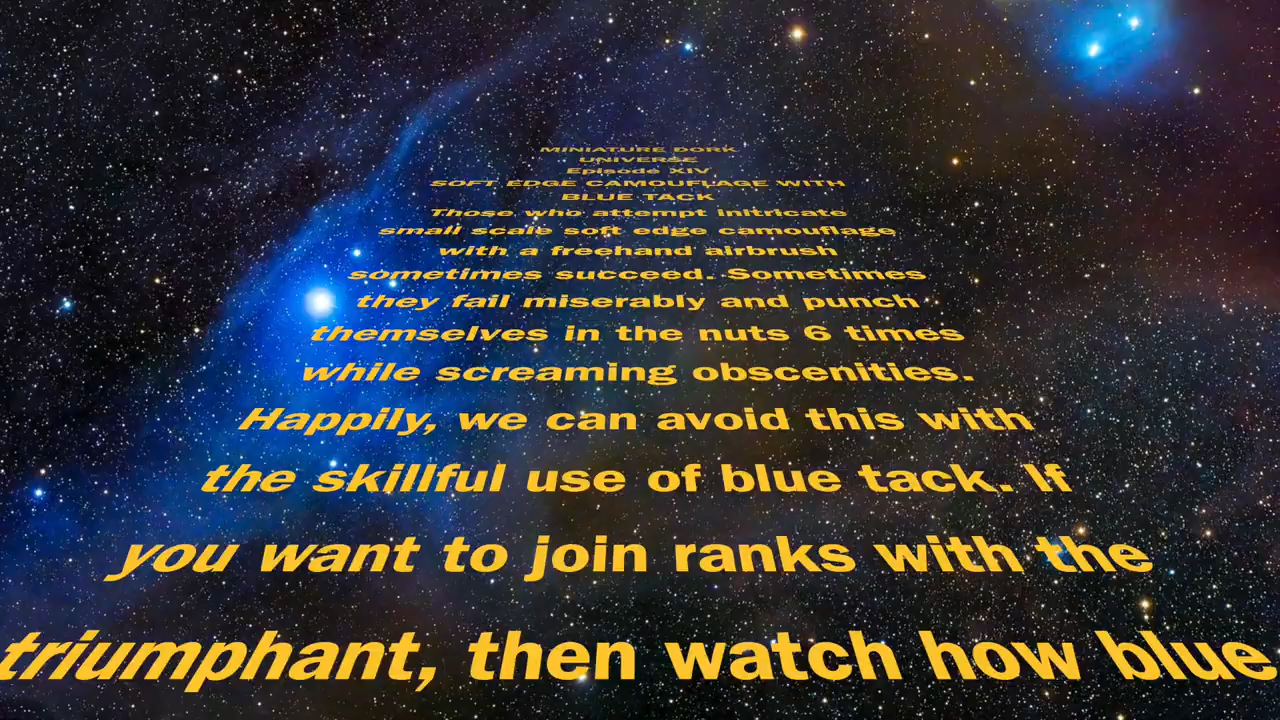 MINIATURE DORK
UNIVERSE
Episode XIV
SOFT EDGE CAMOUFLAGE WITH
BLUE TACK
Those who attempt initricate
small scale soft edge camouflage
with a freehand airbrush
sometimes succeed. Sometimes
they fail miserably and punch
themselves in the nuts 6 times
while screaming obscenities.
Happily, we can avoid this with
the skillful use of blue tack. If
you want to join ranks with the
triumphant, then watch how blue